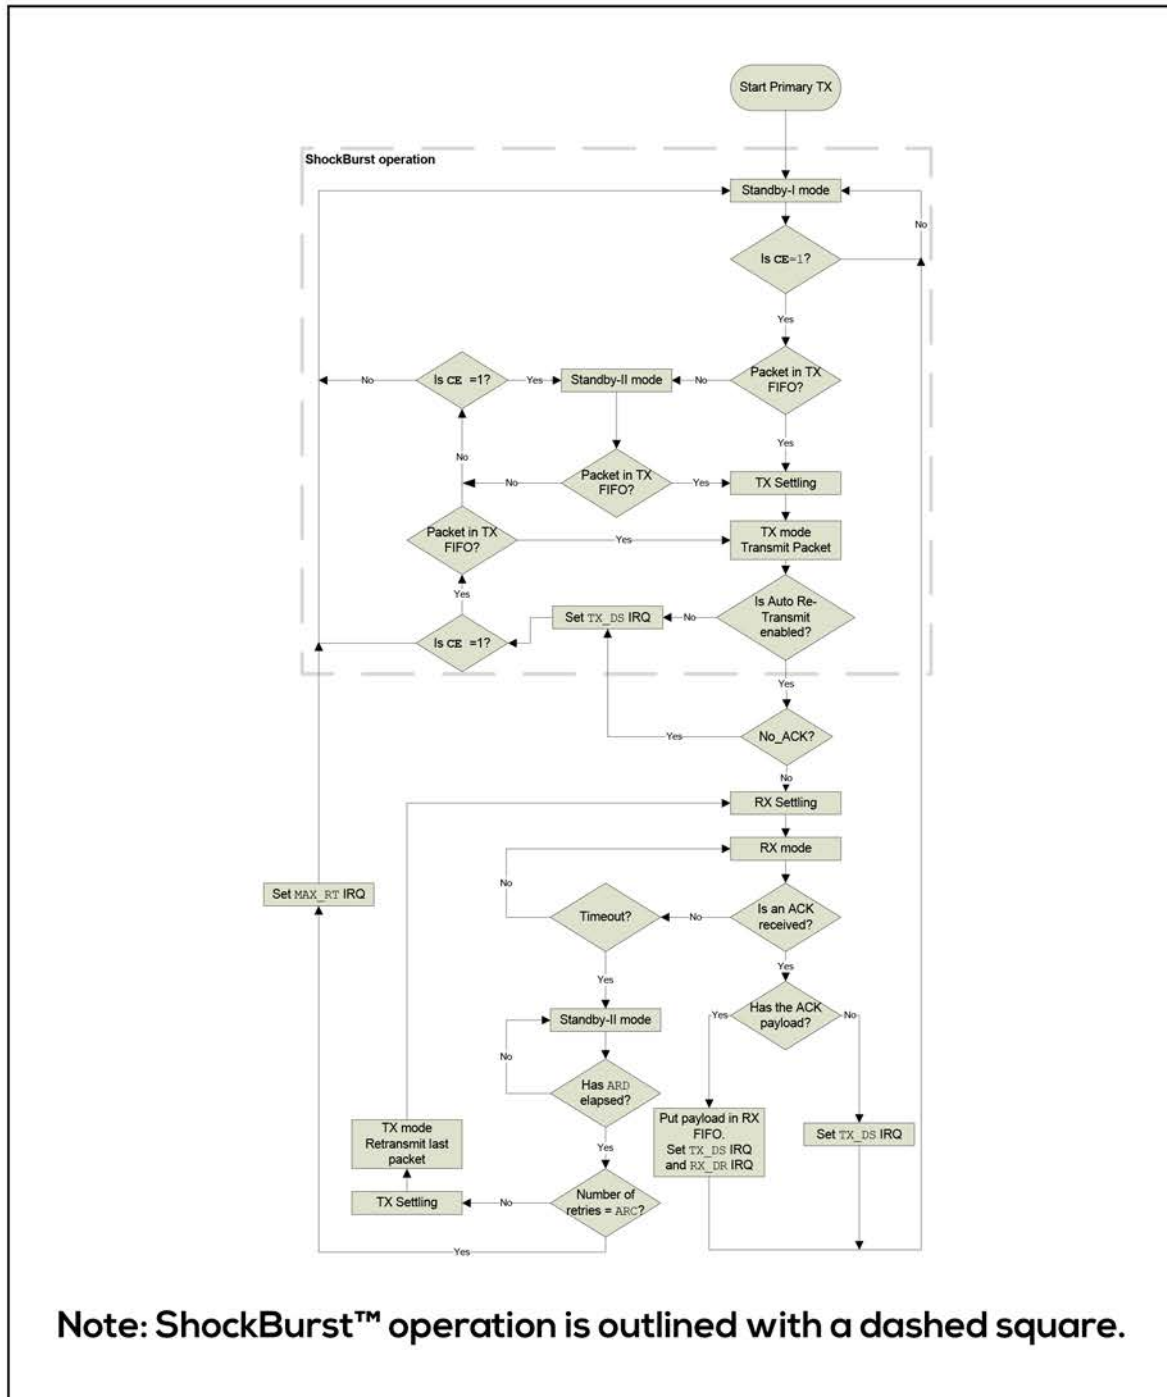 Start Primary TX
ShockBurst operation
Standby-I mode
No
Is CE=1?
Yes
Is CE =1?
No
Yes
Standby-II mode
No
Packet in TX
FIFO?
Yes
No
Packet in TX
FIFO?
No
Yes
TX Settling
Packet in TX
FIFO?
Yes
TX mode
Transmit Packet
Yes
Is CE =1?
Set TX_DS IRQ
No
Is Auto Re-
Transmit
enabled?
Yes
No_ACK?
Yes
No
RX Settling
RX mode
No
Set MAX_RT IRQ
Timeout?
No
Is an ACK
received?
Yes
Yes
Standby-II mode
Has the ACK
payload?
Yes
No
No
Has ARD
elapsed?
Yes
Put payload in RX
FIFO.
Set TX_DS IRQ
and RX_DR IRQ
Set TX_DS IRQ
TX mode
Retransmit last
packet
TX Settling
No
Number of
retries = ARC?
Yes
Note: ShockBurst™ operation is outlined with a dashed square.